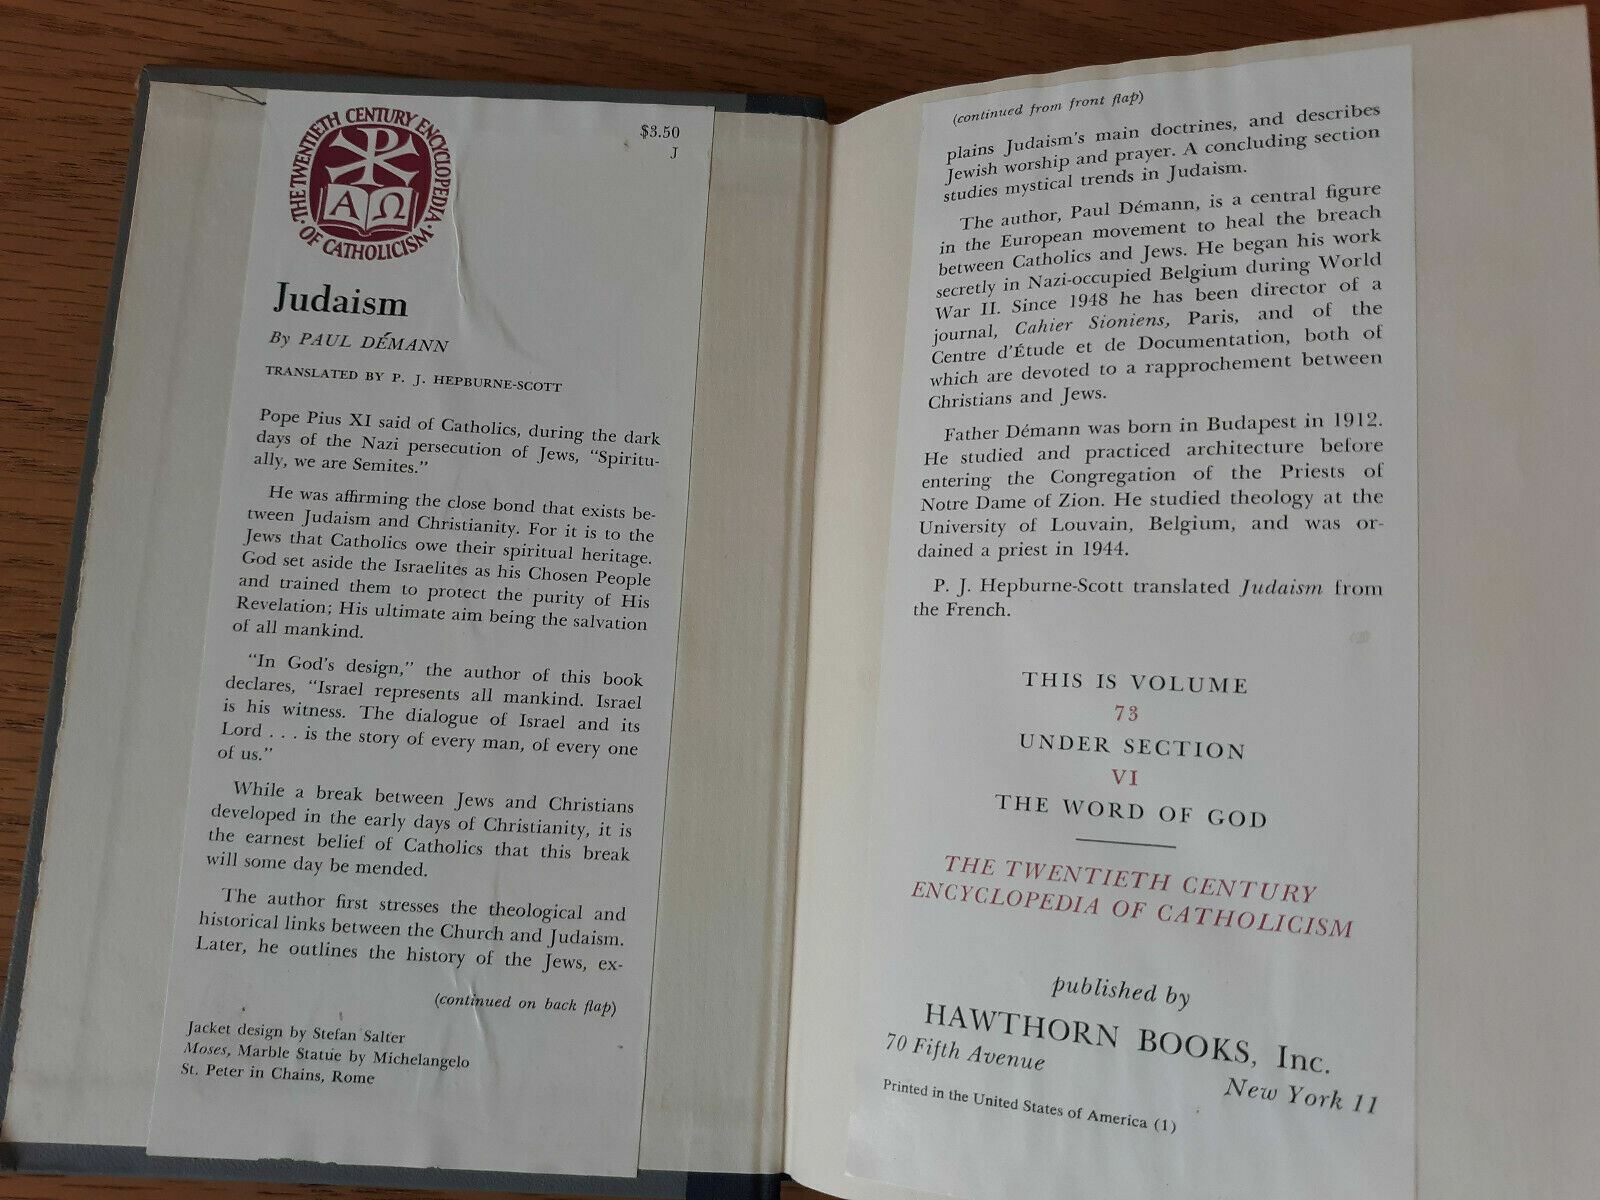 THE TWENTIETH CENTURY ENCYCLOPEDIA
OF CATHOLICISM
A Ω
$3.50
J
Judaism
By PAUL DÉMANN
TRANSLATED BY P. J. HEPBURNE-SCOTT
Pope Pius XI said of Catholics, during the dark
days of the Nazi persecution of Jews, “Spiritu-
ally, we are Semites.”
He was affirming the close bond that exists be-
tween Judaism and Christianity. For it is to the
Jews that Catholics owe their spiritual heritage.
God set aside the Israelites as his Chosen People
and trained them to protect the purity of His
Revelation; His ultimate aim being the salvation
of all mankind.
“In God’s design,” the author of this book
declares, “Israel represents all mankind. Israel
is his witness. The dialogue of Israel and its
Lord . . . is the story of every man, of every one
of us.”
While a break between Jews and Christians
developed in the early days of Christianity, it is
the earnest belief of Catholics that this break
will some day be mended.
The author first stresses the theological and
historical links between the Church and Judaism.
Later, he outlines the history of the Jews, ex-
(continued on back flap)
Jacket design by Stefan Salter
Moses, Marble Statue by Michelangelo
St. Peter in Chains, Rome
(continued from front flap)
plains Judaism’s main doctrines, and describes
Jewish worship and prayer. A concluding section
studies mystical trends in Judaism.
The author, Paul Démann, is a central figure
in the European movement to heal the breach
between Catholics and Jews. He began his work
secretly in Nazi-occupied Belgium during World
War II. Since 1948 he has been director of a
journal, Cahier Sioniens, Paris, and of the
Centre d’Étude et de Documentation, both of
which are devoted to a rapprochement between
Christians and Jews.
Father Démann was born in Budapest in 1912.
He studied and practiced architecture before
entering the Congregation of the Priests of
Notre Dame of Zion. He studied theology at the
University of Louvain, Belgium, and was or-
dained a priest in 1944.
P. J. Hepburne-Scott translated Judaism from
the French.
THIS IS VOLUME
73
UNDER SECTION
VI
THE WORD OF GOD
THE TWENTIETH CENTURY
ENCYCLOPEDIA OF CATHOLICISM
published by
HAWTHORN BOOKS, Inc.
70 Fifth Avenue
New York 11
Printed in the United States of America (1)